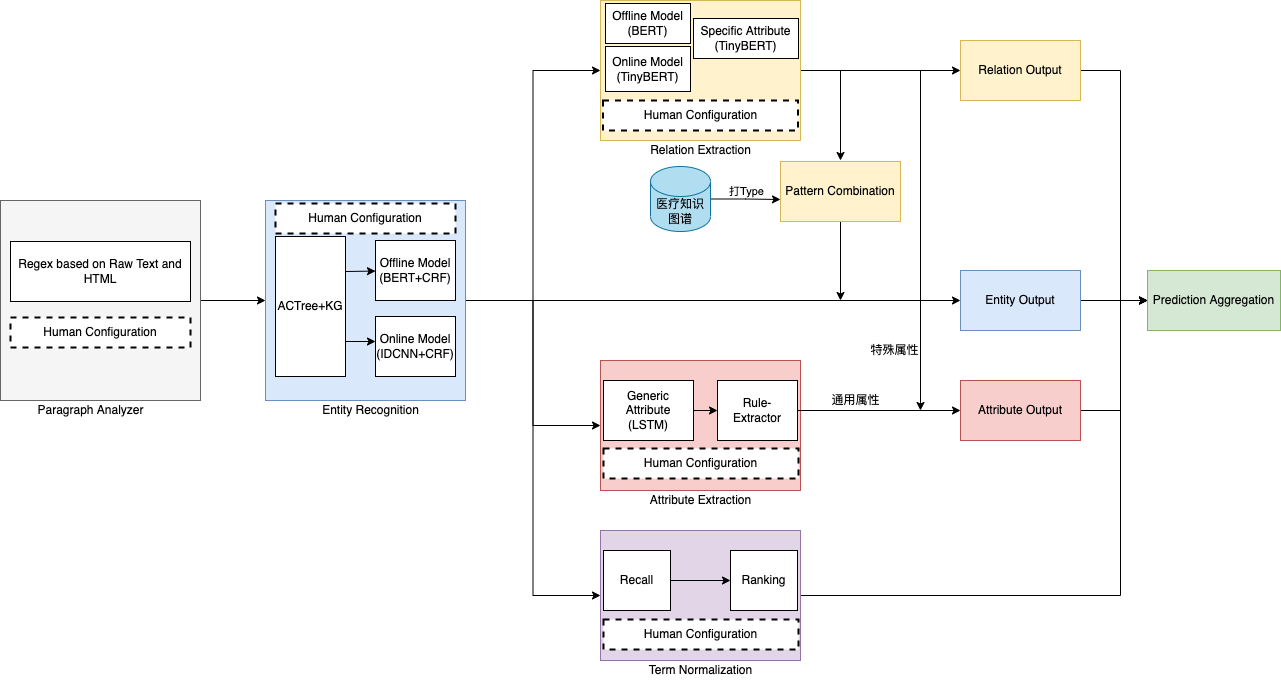 Regex based on Raw Text and
HTML
Human Configuration
Paragraph Analyzer
Human Configuration
ACTree+KG
Offline Model
(BERT+CRF)
Online Model
(IDCNN+CRF)
Entity Recognition
Offline Model
(BERT)
Specific Attribute
(TinyBERT)
Online Model
(TinyBERT)
Human Configuration
Relation Extraction
医疗知识
图谱
打Type
Pattern Combination
Generic
Attribute
(LSTM)
Rule-
Extractor
Human Configuration
Attribute Extraction
通用属性
特殊属性
Recall
Ranking
Human Configuration
Term Normalization
Relation Output
Entity Output
Attribute Output
Prediction Aggregation